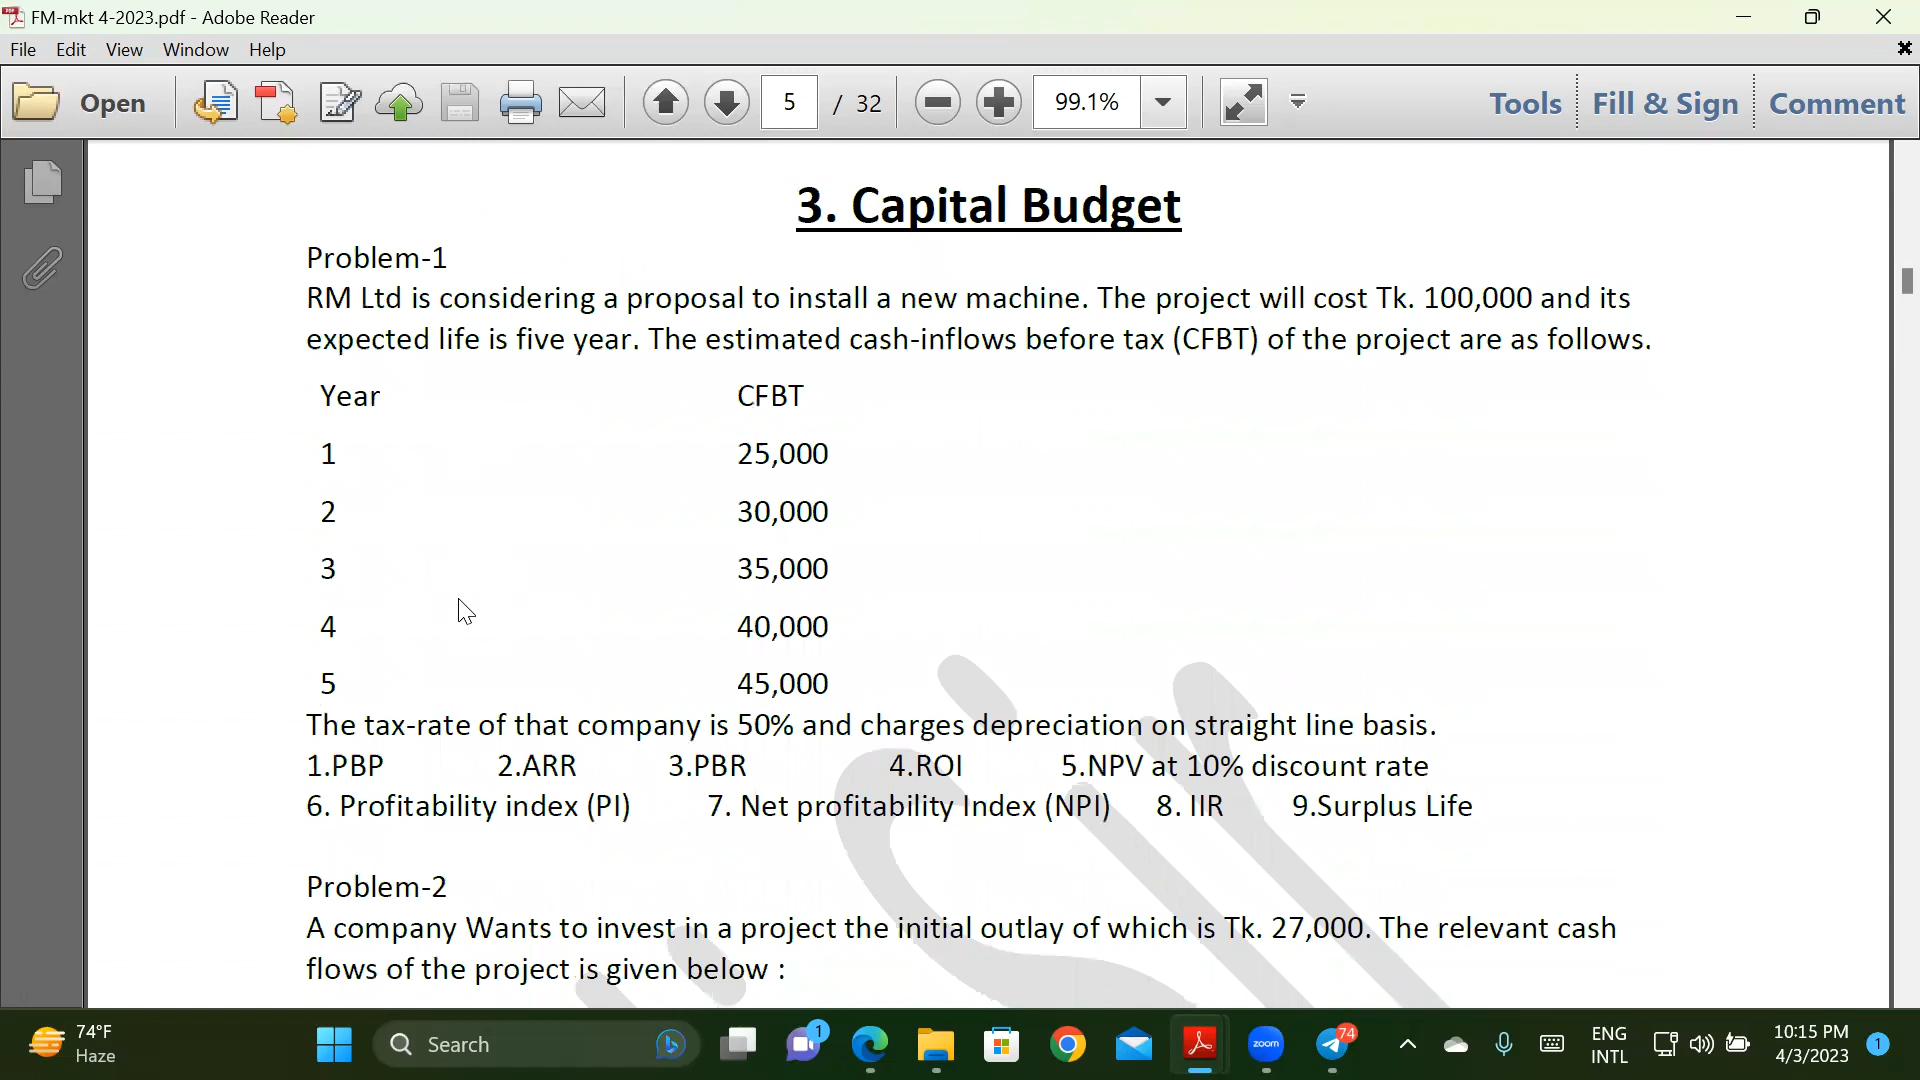 FM-mkt 4-2023.pdf - Adobe Reader
File Edit View Window Help
Open 5 / 32 99.1% Tools Fill & Sign Comment
3. Capital Budget
Problem-1
RM Ltd is considering a proposal to install a new machine. The project will cost Tk. 100,000 and its
expected life is five year. The estimated cash-inflows before tax (CFBT) of the project are as follows.
Year CFBT
1 25,000
2 30,000
3 35,000
4 40,000
5 45,000
The tax-rate of that company is 50% and charges depreciation on straight line basis.
1.PBP 2.ARR 3.PBR 4.ROI 5.NPV at 10% discount rate
6. Profitability index (PI) 7. Net profitability Index (NPI) 8. IIR 9.Surplus Life
Problem-2
A company Wants to invest in a project the initial outlay of which is Tk. 27,000. The relevant cash
flows of the project is given below :
74°F
Haze
Search
1
zoom
74
ENG
INTL
10:15 PM
4/3/2023
1